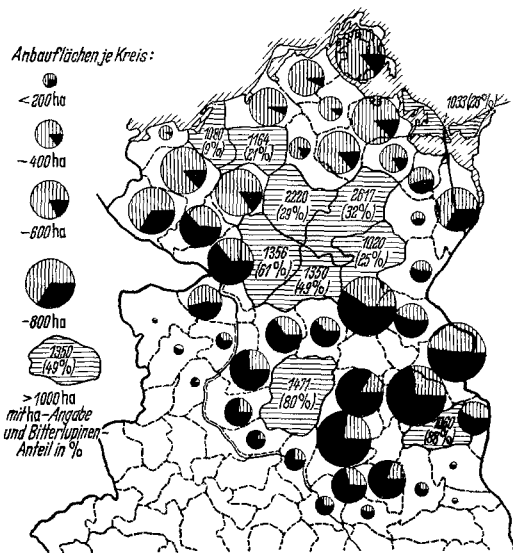 Anbauflächen je Kreis:
<200 ha
~400 ha
~600 ha
~800 ha
1350
(49%)
>1000 ha
mit ha-Angabe
und Bitterlupinen-
Anteil in %
1033 (26%)
1080
(9%)
1164
(21%)
2220
(29%)
2617
(32%)
1020
(25%)
1356
(61%)
1350
(49%)
1471
(80%)